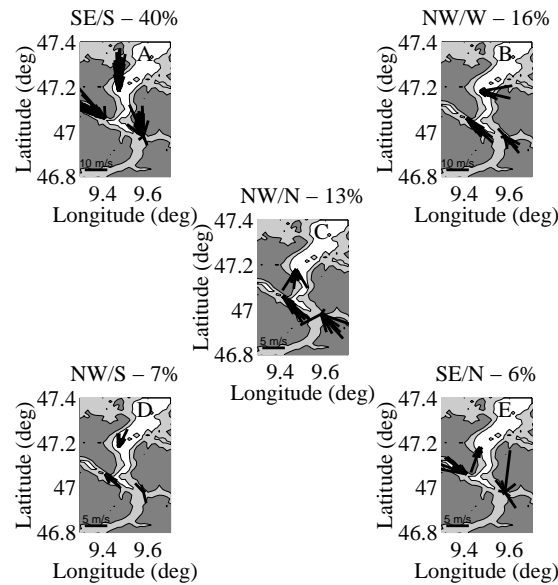 SE/S – 40%
47.4
A
47.2
47
46.8
10 m/s
9.4 9.6
Latitude (deg)
Longitude (deg)
NW/W – 16%
47.4
B
47.2
47
46.8
10 m/s
9.4 9.6
Latitude (deg)
Longitude (deg)
NW/N – 13%
47.4
C
47.2
47
46.8
5 m/s
9.4 9.6
Latitude (deg)
Longitude (deg)
NW/S – 7%
47.4
D
47.2
47
46.8
5 m/s
9.4 9.6
Latitude (deg)
Longitude (deg)
SE/N – 6%
47.4
E
47.2
47
46.8
5 m/s
9.4 9.6
Latitude (deg)
Longitude (deg)